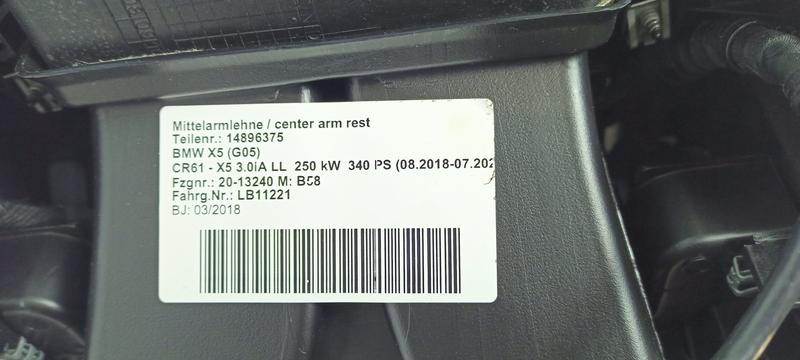 Mittelarmlehne / center arm rest
Teilenr.: 14896375
BMW X5 (G05)
CR61 - X5 3.0iA LL 250 kW 340 PS (08.2018-07.202
Fzgnr.: 20-13240 M: B58
Fahrg.Nr.: LB11221
BJ: 03/2018